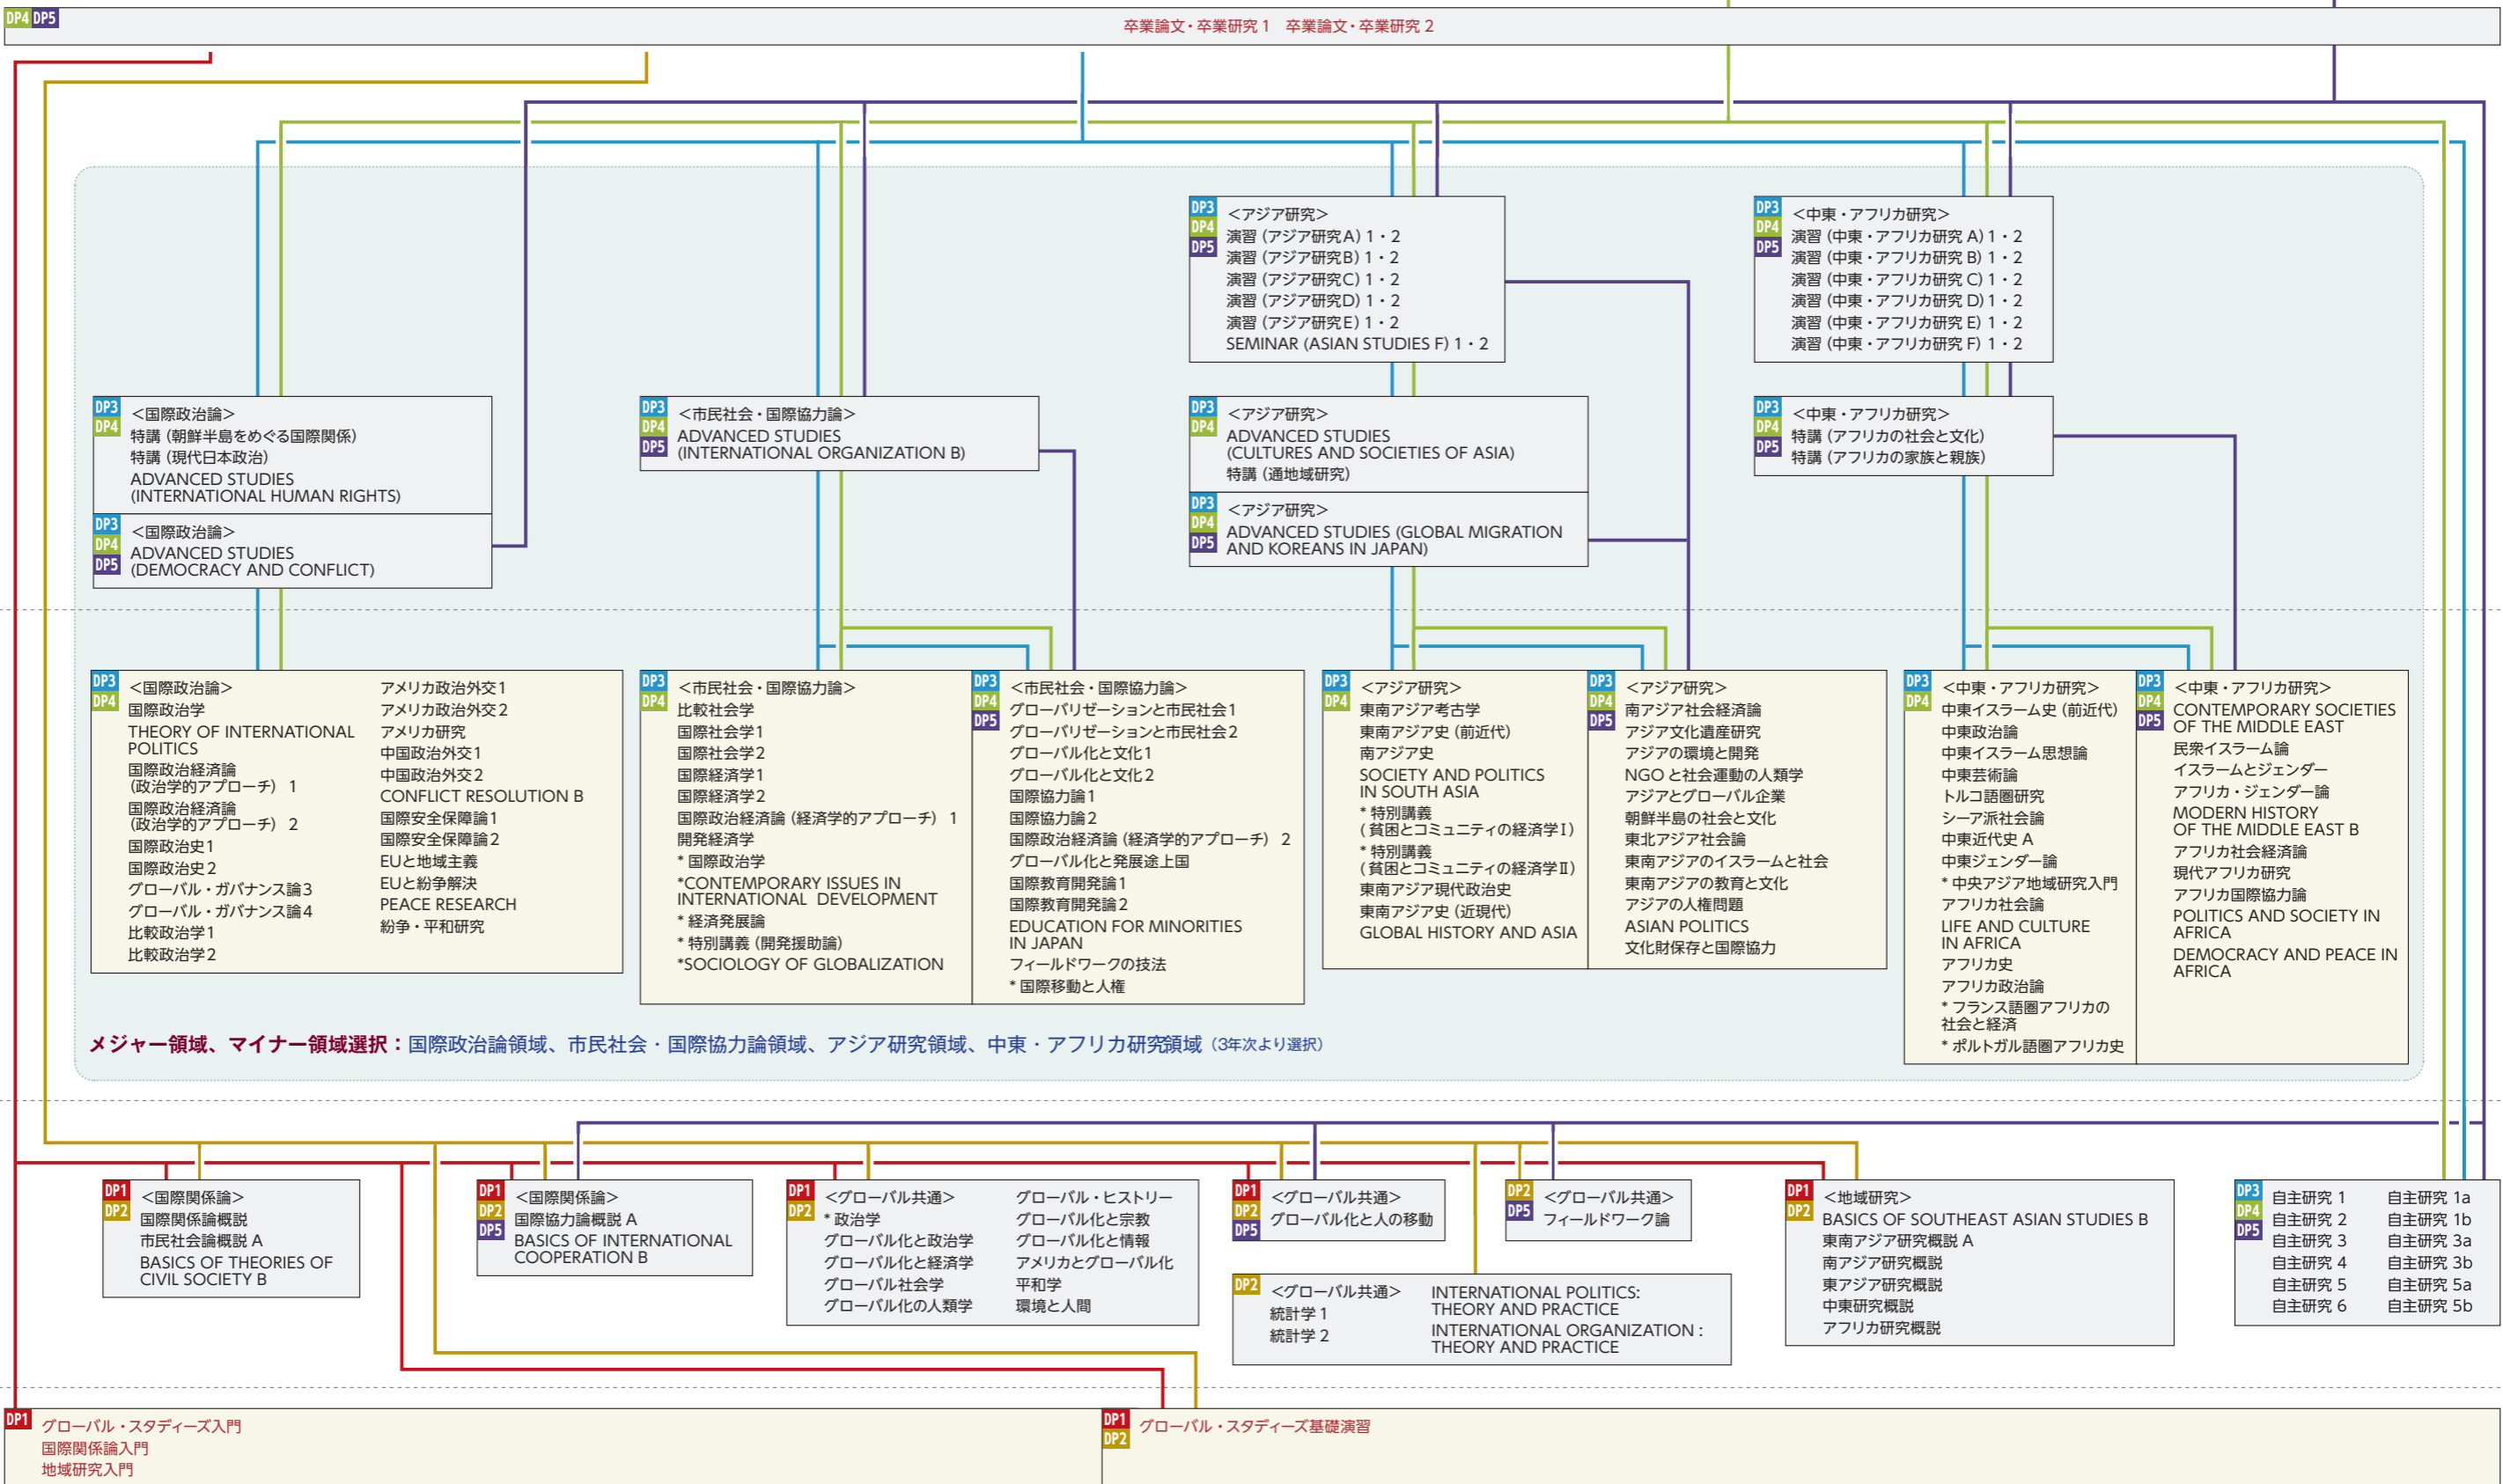 DP4 DP5
卒業論文・卒業研究 1　卒業論文・卒業研究 2
DP3
DP4
DP5
＜アジア研究＞
演習（アジア研究A）1・2
演習（アジア研究B）1・2
演習（アジア研究C）1・2
演習（アジア研究D）1・2
演習（アジア研究E）1・2
SEMINAR (ASIAN STUDIES F) 1・2
DP3
DP4
DP5
＜中東・アフリカ研究＞
演習（中東・アフリカ研究 A）1・2
演習（中東・アフリカ研究 B）1・2
演習（中東・アフリカ研究 C）1・2
演習（中東・アフリカ研究 D）1・2
演習（中東・アフリカ研究 E）1・2
演習（中東・アフリカ研究 F）1・2
DP3
DP4
＜国際政治論＞
特講（朝鮮半島をめぐる国際関係）
特講（現代日本政治）
ADVANCED STUDIES
(INTERNATIONAL HUMAN RIGHTS)
DP3
DP4
DP5
＜国際政治論＞
ADVANCED STUDIES
(DEMOCRACY AND CONFLICT)
DP3
DP4
DP5
＜市民社会・国際協力論＞
ADVANCED STUDIES
(INTERNATIONAL ORGANIZATION B)
DP3
DP4
＜アジア研究＞
ADVANCED STUDIES
(CULTURES AND SOCIETIES OF ASIA)
特講（通地域研究）
DP3
DP4
DP5
＜アジア研究＞
ADVANCED STUDIES (GLOBAL MIGRATION
AND KOREANS IN JAPAN)
DP3
DP4
DP5
＜中東・アフリカ研究＞
特講（アフリカの社会と文化）
特講（アフリカの家族と親族）
DP3
DP4
＜国際政治論＞
国際政治学
THEORY OF INTERNATIONAL
POLITICS
国際政治経済論
（政治学的アプローチ） 1
国際政治経済論
（政治学的アプローチ） 2
国際政治史1
国際政治史2
グローバル・ガバナンス論3
グローバル・ガバナンス論4
比較政治学1
比較政治学2
アメリカ政治外交1
アメリカ政治外交2
アメリカ研究
中国政治外交1
中国政治外交2
CONFLICT RESOLUTION B
国際安全保障論1
国際安全保障論2
EUと地域主義
EUと紛争解決
PEACE RESEARCH
紛争・平和研究
DP3
DP4
＜市民社会・国際協力論＞
比較社会学
国際社会学1
国際社会学2
国際経済学1
国際経済学2
国際政治経済論（経済学的アプローチ） 1
開発経済学
* 国際政治学
*CONTEMPORARY ISSUES IN
INTERNATIONAL DEVELOPMENT
* 経済発展論
* 特別講義（開発援助論）
*SOCIOLOGY OF GLOBALIZATION
DP3
DP4
DP5
＜市民社会・国際協力論＞
グローバリゼーションと市民社会1
グローバリゼーションと市民社会2
グローバル化と文化1
グローバル化と文化2
国際協力論1
国際協力論2
国際政治経済論（経済学的アプローチ） 2
グローバル化と発展途上国
国際教育開発論1
国際教育開発論2
EDUCATION FOR MINORITIES
IN JAPAN
フィールドワークの技法
* 国際移動と人権
DP3
DP4
＜アジア研究＞
東南アジア考古学
東南アジア史（前近代）
南アジア史
SOCIETY AND POLITICS
IN SOUTH ASIA
* 特別講義
（貧困とコミュニティの経済学Ⅰ）
* 特別講義
（貧困とコミュニティの経済学Ⅱ）
東南アジア現代政治史
東南アジア史（近現代）
GLOBAL HISTORY AND ASIA
DP3
DP4
DP5
＜アジア研究＞
南アジア社会経済論
アジア文化遺産研究
アジアの環境と開発
NGO と社会運動の人類学
アジアとグローバル企業
朝鮮半島の社会と文化
東北アジア社会論
東南アジアのイスラームと社会
東南アジアの教育と文化
アジアの人権問題
ASIAN POLITICS
文化財保存と国際協力
DP3
DP4
＜中東・アフリカ研究＞
中東イスラーム史（前近代）
中東政治論
中東イスラーム思想論
中東芸術論
トルコ語圏研究
シーア派社会論
中東近代史 A
中東ジェンダー論
* 中央アジア地域研究入門
アフリカ社会論
LIFE AND CULTURE
IN AFRICA
アフリカ史
アフリカ政治論
* フランス語圏アフリカの
社会と経済
* ポルトガル語圏アフリカ史
DP3
DP4
DP5
＜中東・アフリカ研究＞
CONTEMPORARY SOCIETIES
OF THE MIDDLE EAST
民衆イスラーム論
イスラームとジェンダー
アフリカ・ジェンダー論
MODERN HISTORY
OF THE MIDDLE EAST B
アフリカ社会経済論
現代アフリカ研究
アフリカ国際協力論
POLITICS AND SOCIETY IN
AFRICA
DEMOCRACY AND PEACE IN
AFRICA
メジャー領域、マイナー領域選択：国際政治論領域、市民社会・国際協力論領域、アジア研究領域、中東・アフリカ研究領域（3年次より選択）
DP1
DP2
＜国際関係論＞
国際関係論概説
市民社会論概説 A
BASICS OF THEORIES OF
CIVIL SOCIETY B
DP1
DP2
DP5
＜国際関係論＞
国際協力論概説 A
BASICS OF INTERNATIONAL
COOPERATION B
DP1
DP2
＜グローバル共通＞
* 政治学
グローバル化と政治学
グローバル化と経済学
グローバル社会学
グローバル化の人類学
グローバル・ヒストリー
グローバル化と宗教
グローバル化と情報
アメリカとグローバル化
平和学
環境と人間
DP1
DP2
DP5
＜グローバル共通＞
グローバル化と人の移動
DP2
DP5
＜グローバル共通＞
フィールドワーク論
DP2
＜グローバル共通＞
統計学 1
統計学 2
INTERNATIONAL POLITICS:
THEORY AND PRACTICE
INTERNATIONAL ORGANIZATION :
THEORY AND PRACTICE
DP1
DP2
＜地域研究＞
BASICS OF SOUTHEAST ASIAN STUDIES B
東南アジア研究概説 A
南アジア研究概説
東アジア研究概説
中東研究概説
アフリカ研究概説
DP3
DP4
DP5
自主研究 1
自主研究 2
自主研究 3
自主研究 4
自主研究 5
自主研究 6
自主研究 1a
自主研究 1b
自主研究 3a
自主研究 3b
自主研究 5a
自主研究 5b
DP1
グローバル・スタディーズ入門
国際関係論入門
地域研究入門
DP1
DP2
グローバル・スタディーズ基礎演習